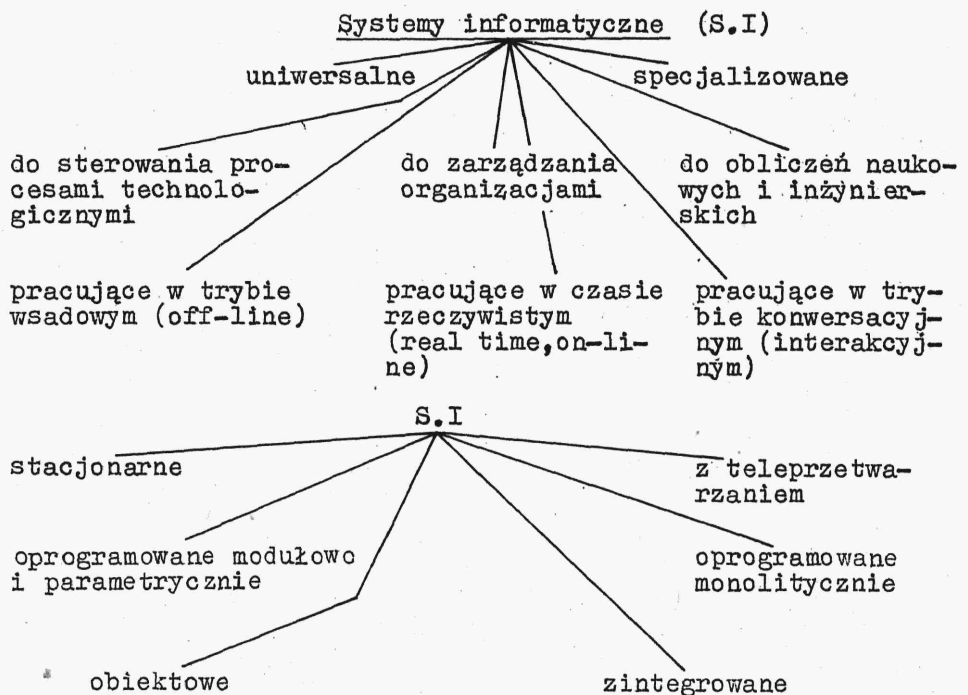 Systemy informatyczne (S.I)
uniwersalne
specjalizowane
do sterowania pro-
cesami technolo-
gicznymi
do zarządzania
organizacjami
do obliczeń nauko-
wych i inżynier-
skich
pracujące w trybie
wsadowym (off-line)
pracujące w czasie
rzeczywistym
(real time,on-li-
ne)
pracujące w try-
bie konwersacyj-
nym (interakcyj-
nym)
S.I
stacjonarne
z teleprzetwa-
rzaniem
oprogramowane modułowo
i parametrycznie
oprogramowane
monolitycznie
obiektowe
zintegrowane